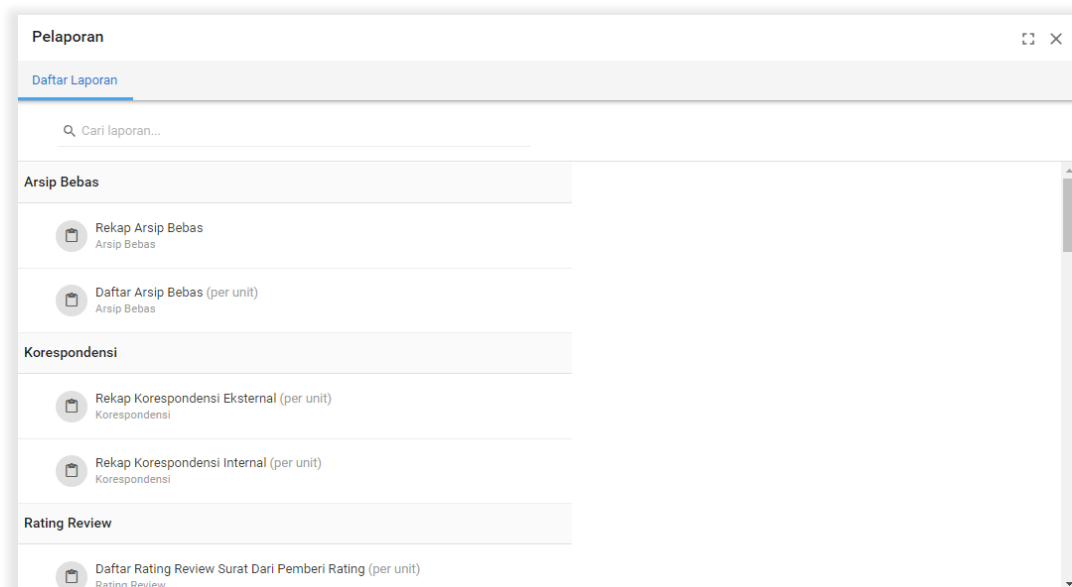 Pelaporan
Daftar Laporan
Cari laporan...
Arsip Bebas
Rekap Arsip Bebas
Arsip Bebas
Daftar Arsip Bebas (per unit)
Arsip Bebas
Korespondensi
Rekap Korespondensi Eksternal (per unit)
Korespondensi
Rekap Korespondensi Internal (per unit)
Korespondensi
Rating Review
Daftar Rating Review Surat Dari Pemberi Rating (per unit)
Rating Review